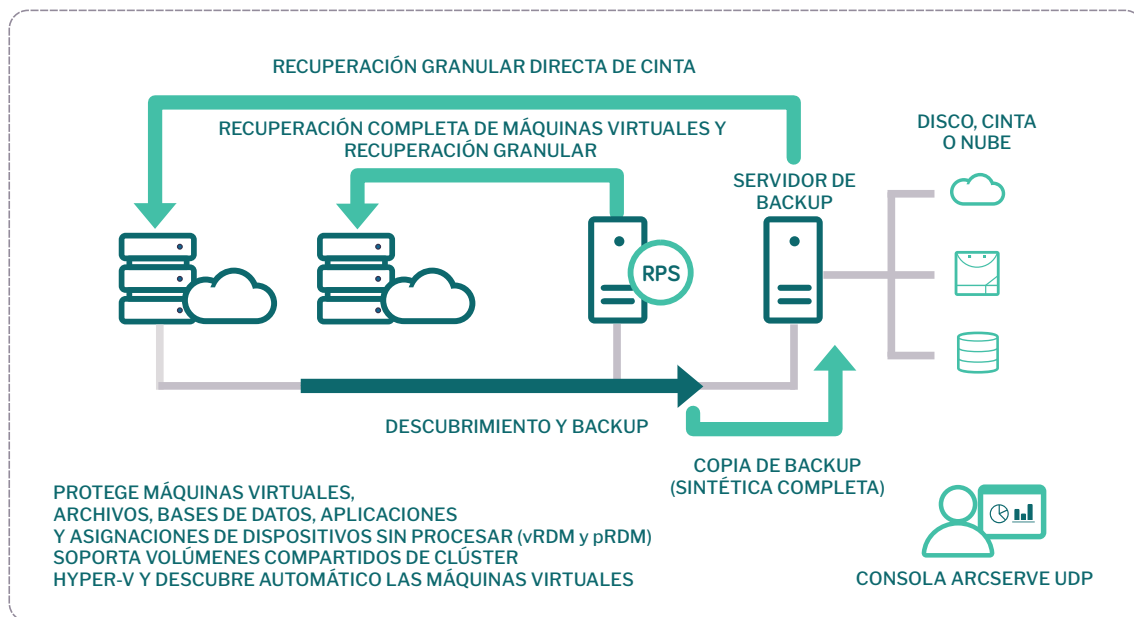 RECUPERACIÓN GRANULAR DIRECTA DE CINTA
RECUPERACIÓN COMPLETA DE MÁQUINAS VIRTUALES Y
RECUPERACIÓN GRANULAR
DISCO, CINTA
O NUBE
SERVIDOR DE
BACKUP
RPS
DESCUBRIMIENTO Y BACKUP
COPIA DE BACKUP
(SINTÉTICA COMPLETA)
PROTEGE MÁQUINAS VIRTUALES,
ARCHIVOS, BASES DE DATOS, APLICACIONES
Y ASIGNACIONES DE DISPOSITIVOS SIN PROCESAR (vRDM y pRDM)
SOPORTA VOLÚMENES COMPARTIDOS DE CLÚSTER
HYPER-V Y DESCUBRE AUTOMÁTICO LAS MÁQUINAS VIRTUALES
CONSOLA ARCSERVE UDP